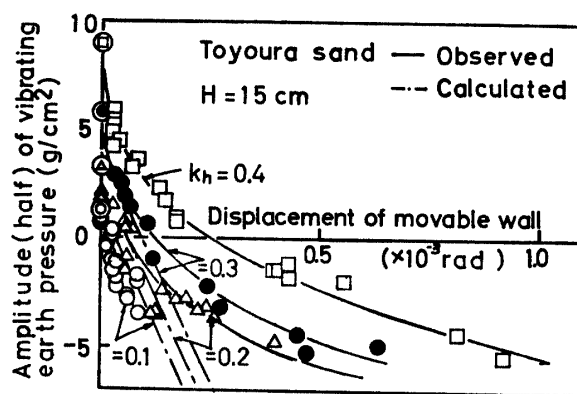 Amplitude (half) of vibrating
earth pressure (g/cm²)
10
5
0
-5
Toyoura sand
H = 15 cm
Observed
Calculated
kh = 0.4
Displacement of movable wall
0.5
(×10⁻³ rad)
1.0
=0.3
=0.1
=0.2